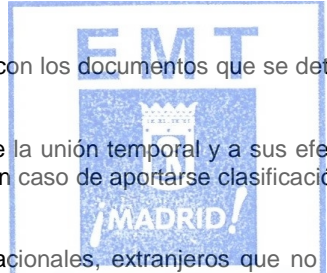 EMT
con los documentos que se det
e la unión temporal y a sus efe
n caso de aportarse clasificació
¡MADRID!
acionales, extranjeros que no